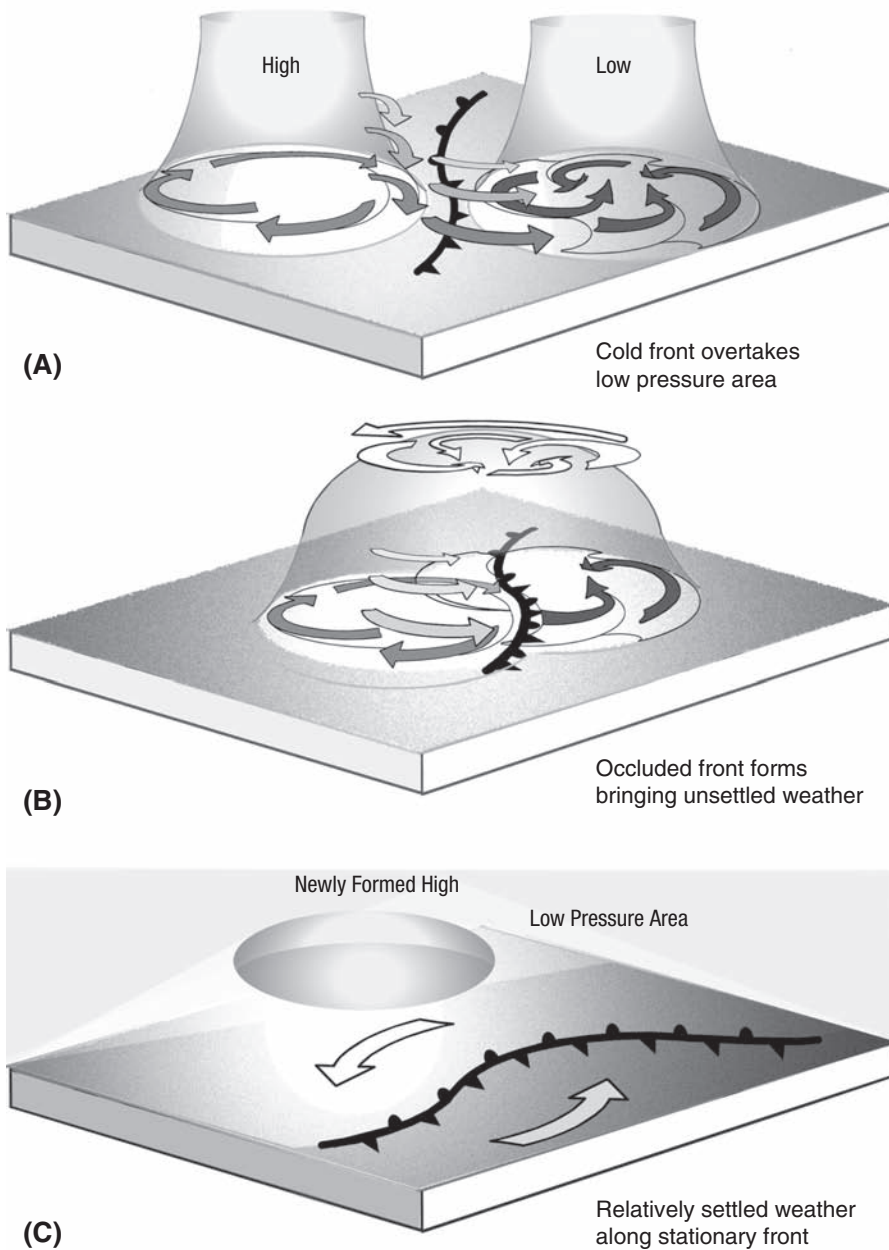 High
Low
(A)
Cold front overtakes
low pressure area
(B)
Occluded front forms
bringing unsettled weather
Newly Formed High
Low Pressure Area
(C)
Relatively settled weather
along stationary front